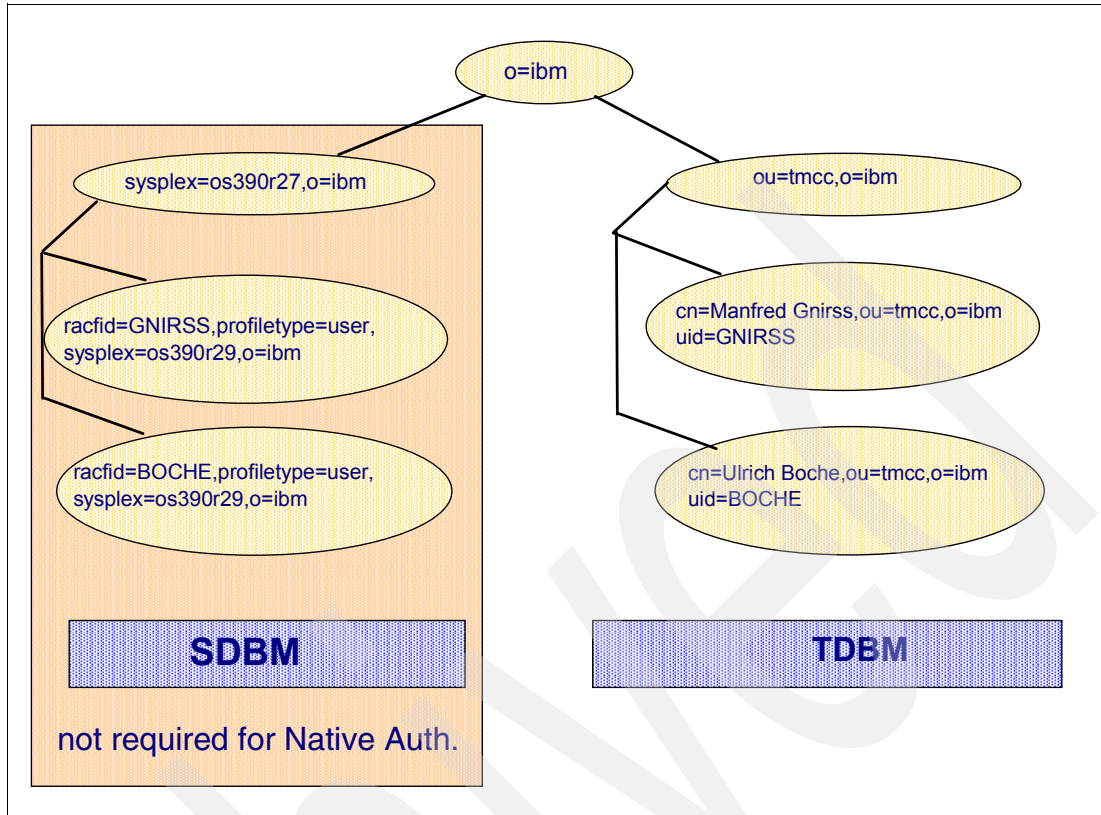 o=ibm
sysplex=os390r27,o=ibm
ou=tmcc,o=ibm
racfid=GNIRSS,profiletype=user,
sysplex=os390r29,o=ibm
cn=Manfred Gnirss,ou=tmcc,o=ibm
uid=GNIRSS
racfid=BOCHE,profiletype=user,
sysplex=os390r29,o=ibm
cn=Ulrich Boche,ou=tmcc,o=ibm
uid=BOCHE
SDBM
TDBM
not required for Native Auth.